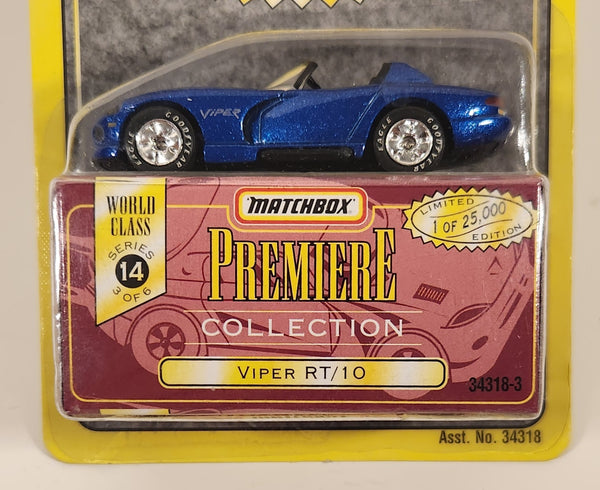 VIPER
EAGLE GOODYEAR
EAGLE GOODYEAR
WORLD
CLASS
SERIES
14
3 OF 6
MATCHBOX
PREMIERE
COLLECTION
VIPER RT/10
LIMITED
1 OF 25,000
EDITION
34318-3
Asst. No. 34318